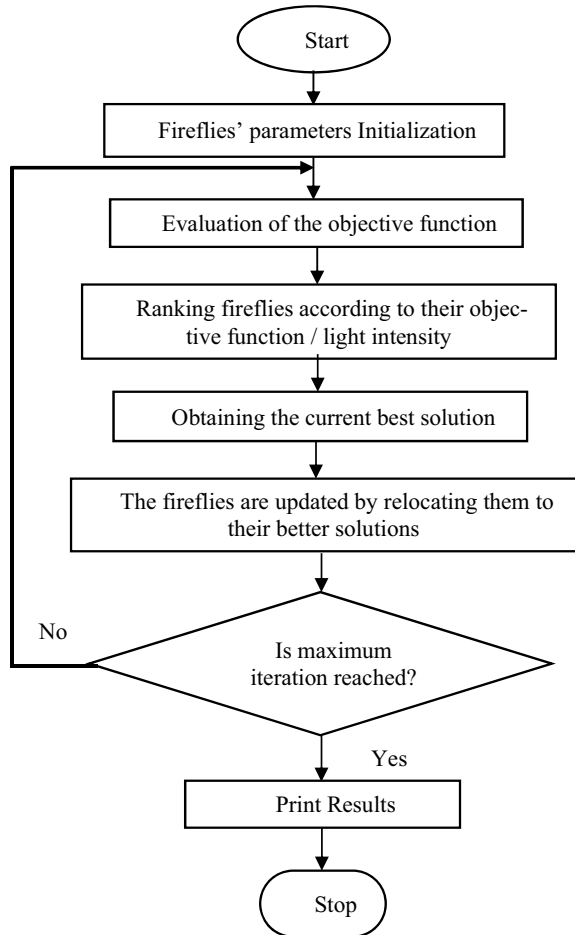 Start
Fireflies’ parameters Initialization
Evaluation of the objective function
Ranking fireflies according to their objec-
tive function / light intensity
Obtaining the current best solution
The fireflies are updated by relocating them to
their better solutions
No
Is maximum
iteration reached?
Yes
Print Results
Stop